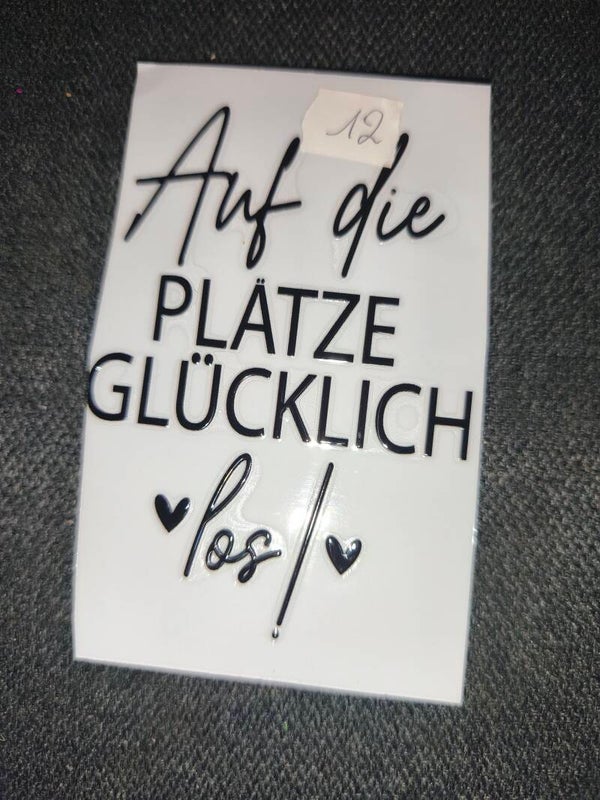 12
Auf die
PLÄTZE
GLÜCKLICH
los!